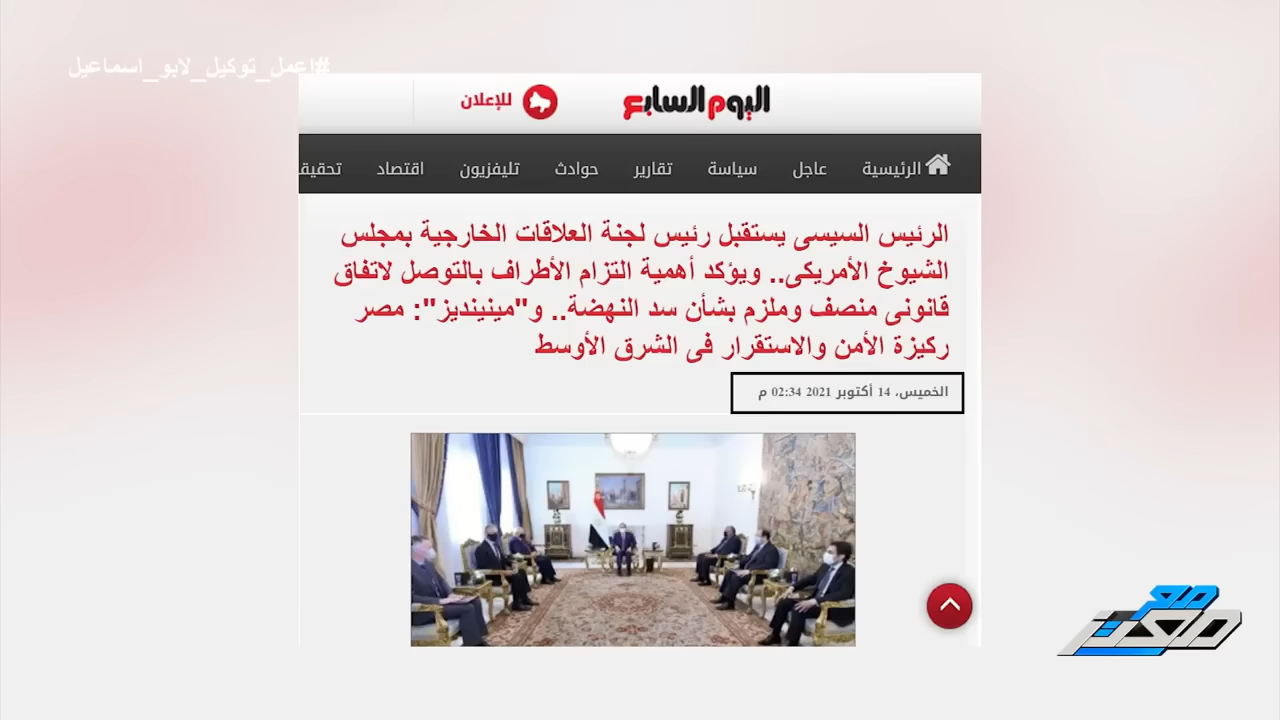 #اعمل_توكيل_لابو_اسماعيل
اليوم السابع
للإعلان
الرئيسية عاجل سياسة تقارير حوادث تليفزيون اقتصاد تحقيقـ
الرئيس السيسى يستقبل رئيس لجنة العلاقات الخارجية بمجلس
الشيوخ الأمريكى.. ويؤكد أهمية التزام الأطراف بالتوصل لاتفاق
قانونى منصف وملزم بشأن سد النهضة.. و"مينينديز": مصر
ركيزة الأمن والاستقرار فى الشرق الأوسط
الخميس، 14 أكتوبر 2021 02:34 م
مع